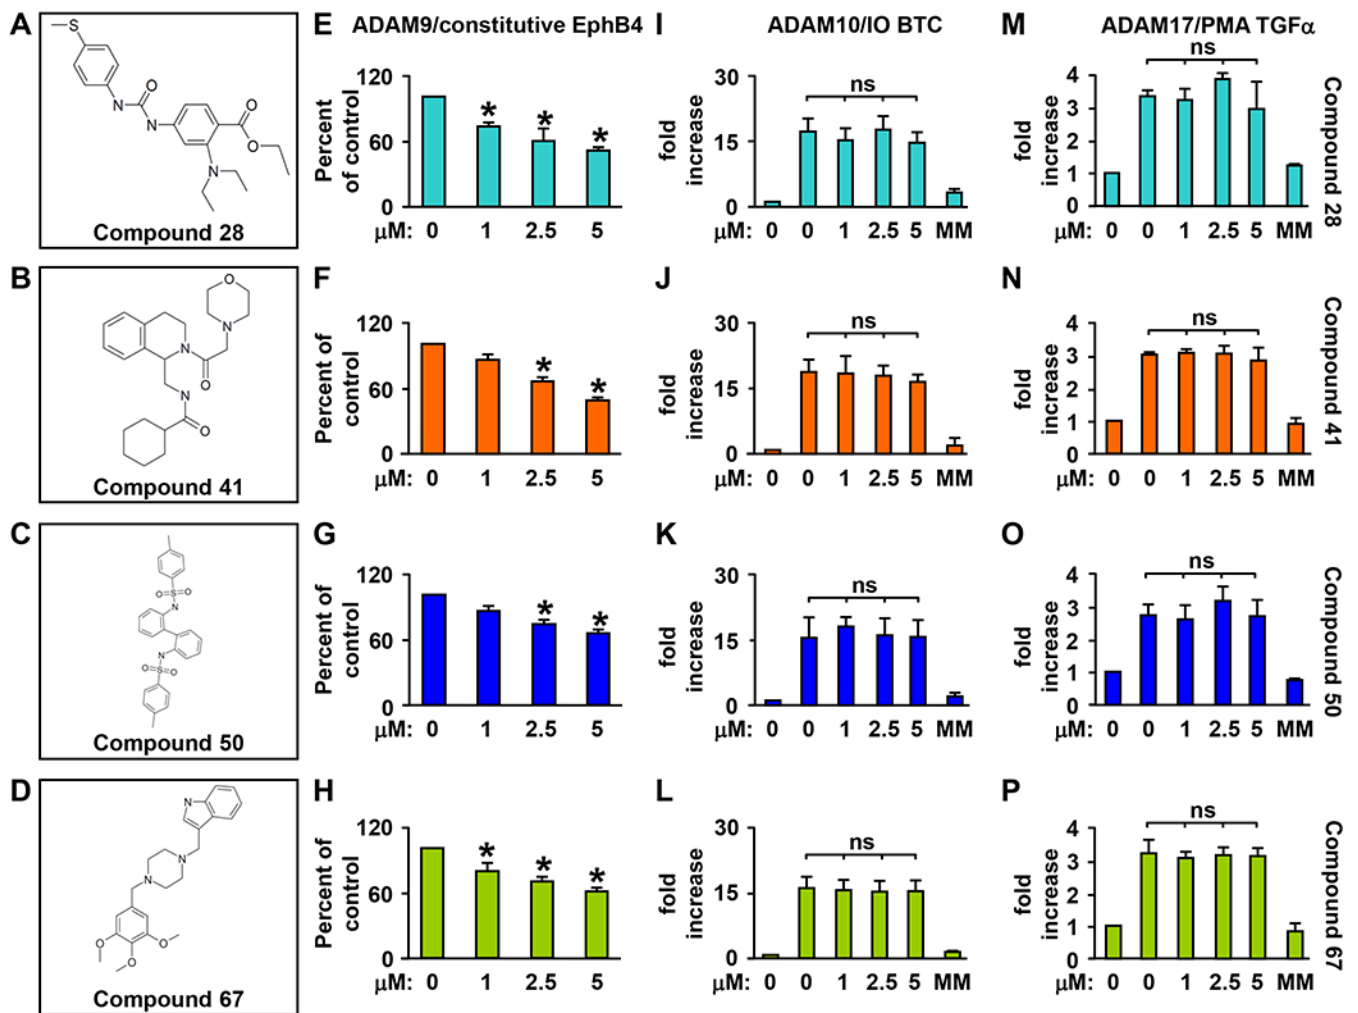 A E ADAM9/constitutive EphB4 I ADAM10/IO BTC M ADAM17/PMA TGFα
S
N O N O O N
Compound 28
Percent of control
120
60
0
* * *
μM: 0 1 2.5 5
fold increase
30
15
0
ns
μM: 0 0 1 2.5 5 MM
fold increase
4
3
2
1
0
ns
μM: 0 0 1 2.5 5 MM
Compound 28
B F J N
O N N O N O
Compound 41
Percent of control
120
60
0
* *
μM: 0 1 2.5 5
fold increase
30
15
0
ns
μM: 0 0 1 2.5 5 MM
fold increase
4
3
2
1
0
ns
μM: 0 0 1 2.5 5 MM
Compound 41
C G K O
O=S=O
N
N
O=S=O
Compound 50
Percent of control
120
60
0
* *
μM: 0 1 2.5 5
fold increase
30
15
0
ns
μM: 0 0 1 2.5 5 MM
fold increase
4
3
2
1
0
ns
μM: 0 0 1 2.5 5 MM
Compound 50
D H L P
N
N
N
O O
O
Compound 67
Percent of control
120
60
0
* * *
μM: 0 1 2.5 5
fold increase
30
15
0
ns
μM: 0 0 1 2.5 5 MM
fold increase
4
3
2
1
0
ns
μM: 0 0 1 2.5 5 MM
Compound 67